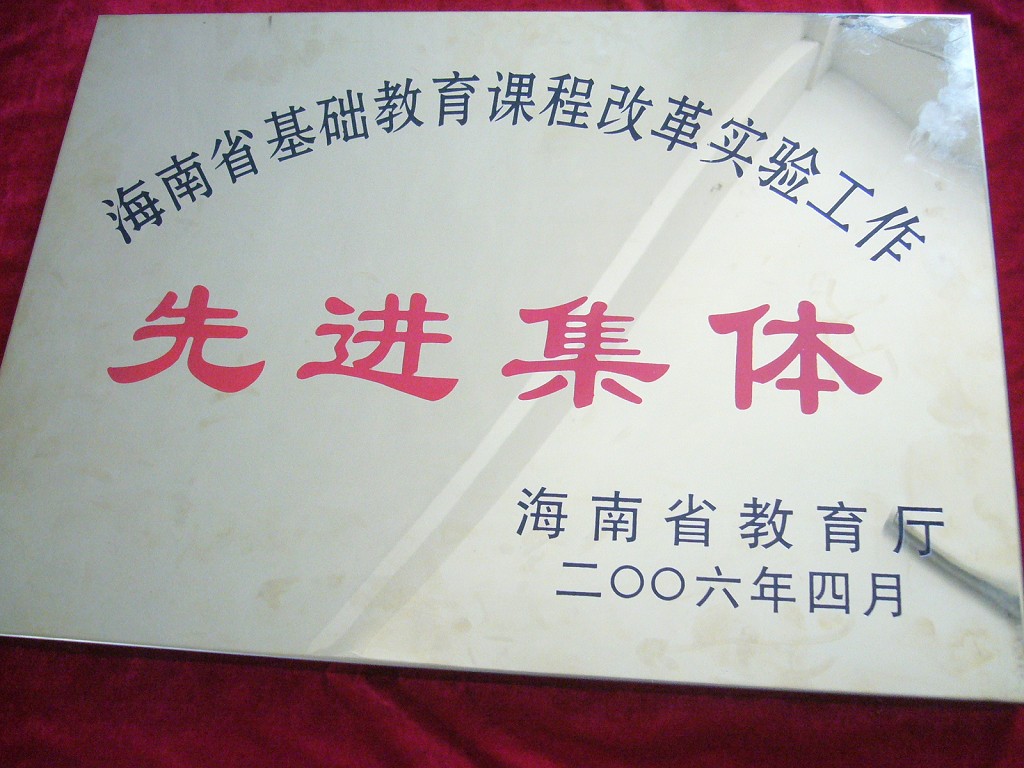 海南省基础教育课程改革实验工作
先进集体
海南省教育厅
二〇〇六年四月